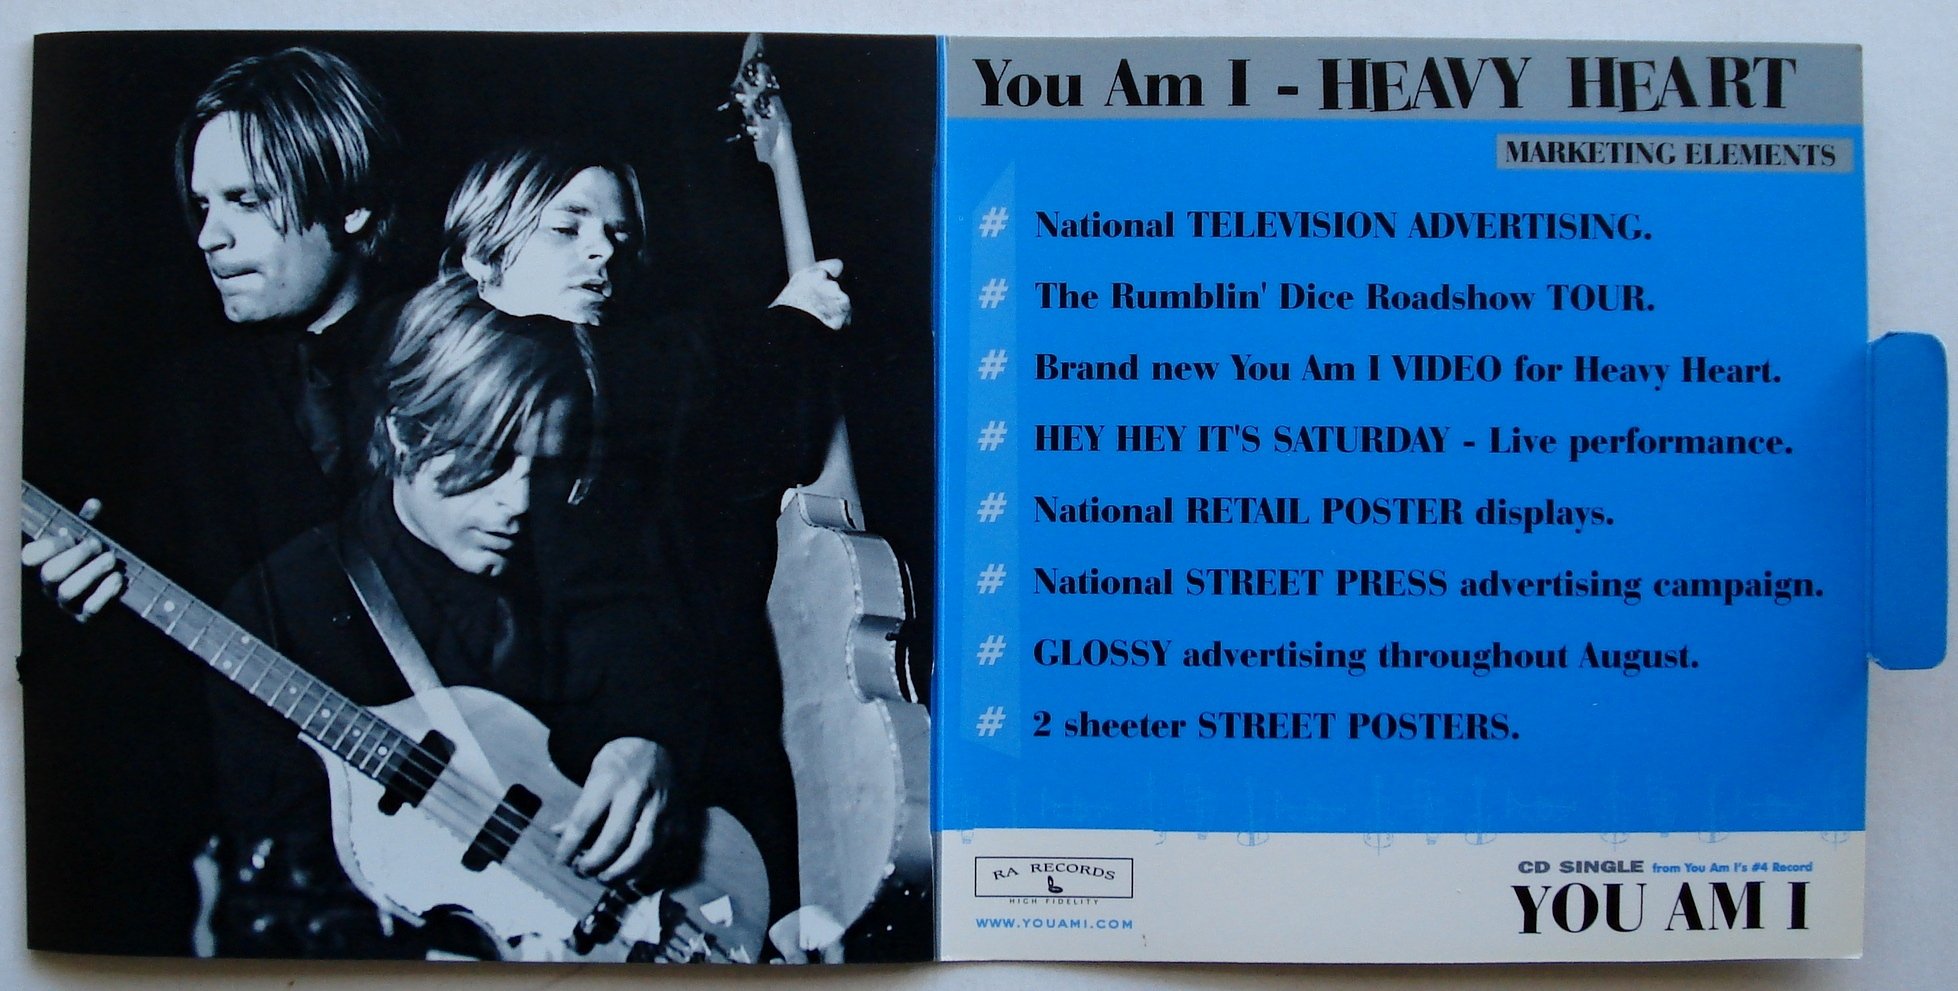 You Am I - HEAVY HEART
MARKETING ELEMENTS
# National TELEVISION ADVERTISING.
# The Rumblin' Dice Roadshow TOUR.
# Brand new You Am I VIDEO for Heavy Heart.
# HEY HEY IT'S SATURDAY - Live performance.
# National RETAIL POSTER displays.
# National STREET PRESS advertising campaign.
# GLOSSY advertising throughout August.
# 2 sheeter STREET POSTERS.
RA RECORDS
HIGH FIDELITY
WWW.YOUAMI.COM
CD SINGLE from You Am I's #4 Record
YOU AM I